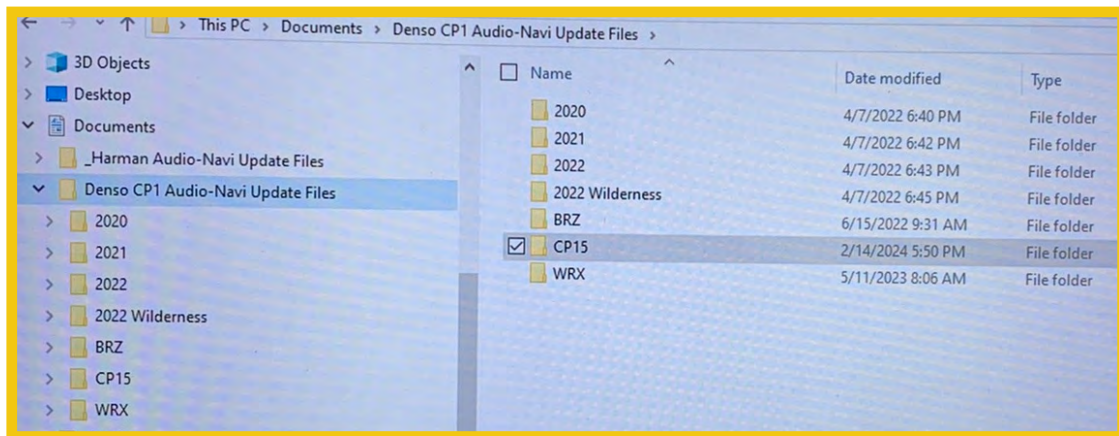 This PC > Documents > Denso CP1 Audio-Navi Update Files >
3D Objects
Desktop
Documents
_Harman Audio-Navi Update Files
Denso CP1 Audio-Navi Update Files
2020
2021
2022
2022 Wilderness
BRZ
CP15
WRX
Name Date modified Type
2020 4/7/2022 6:40 PM File folder
2021 4/7/2022 6:42 PM File folder
2022 4/7/2022 6:43 PM File folder
2022 Wilderness 4/7/2022 6:45 PM File folder
BRZ 6/15/2022 9:31 AM File folder
CP15 2/14/2024 5:50 PM File folder
WRX 5/11/2023 8:06 AM File folder